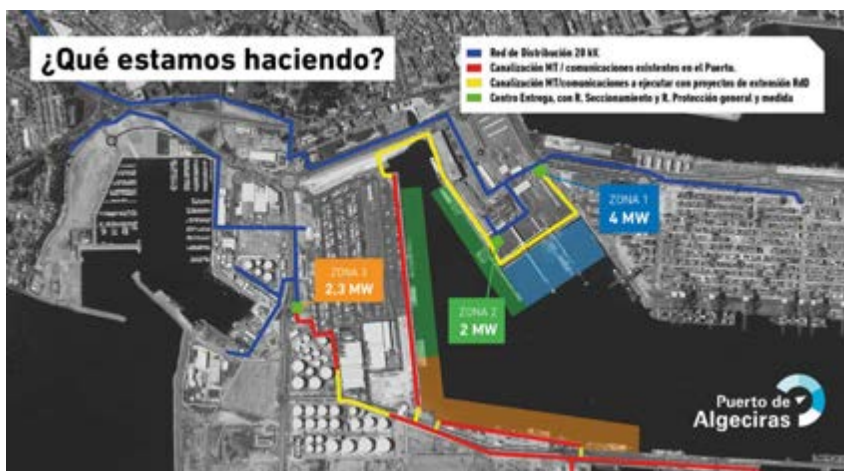 ¿Qué estamos haciendo?
Red de Distribución 20 kV.
Canalización MT / comunicaciones existentes en el Puerto.
Canalización MT/comunicaciones a ejecutar con proyectos de extensión RdD
Centro Entrega, con R. Seccionamiento y R. Protección general y medida
ZONA 1
4 MW
ZONA 3
2,3 MW
ZONA 2
2 MW
Puerto de
Algeciras